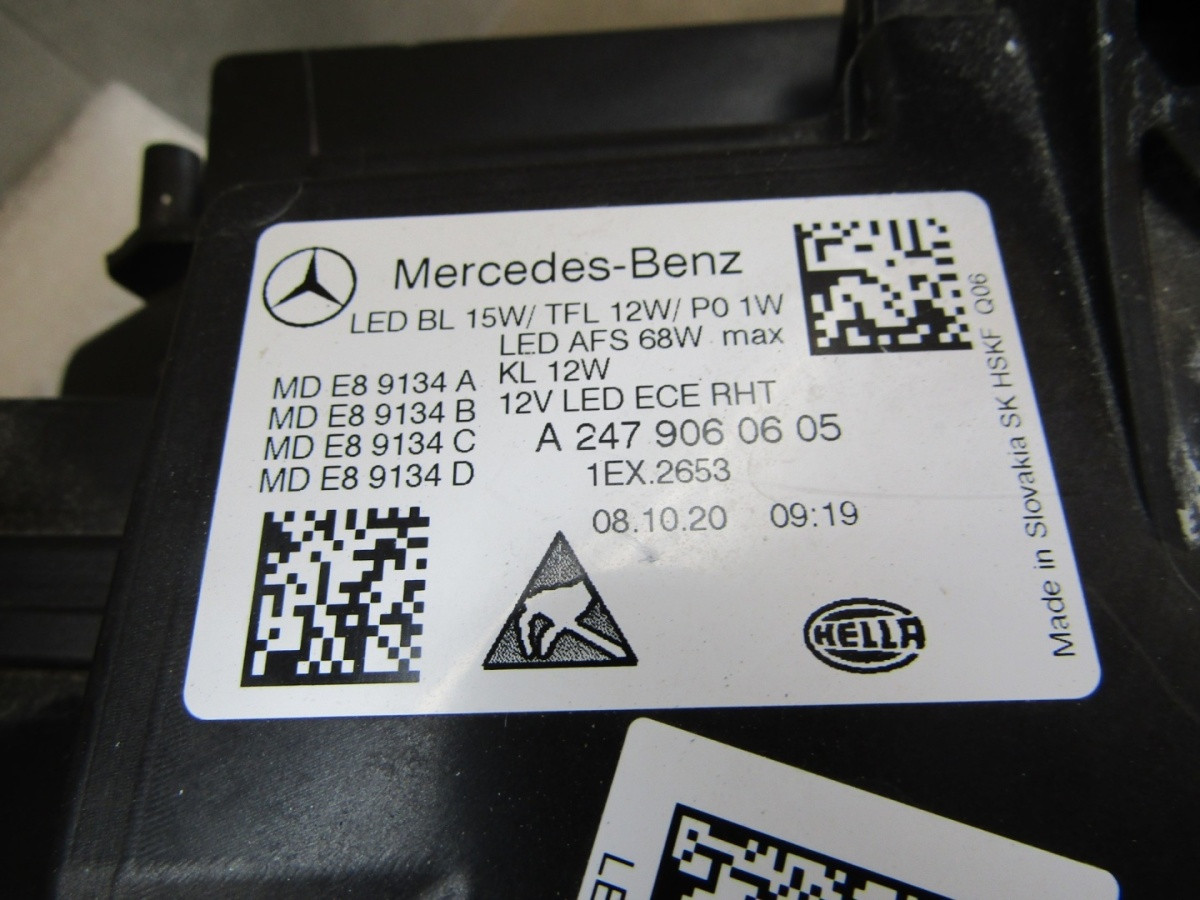 Mercedes-Benz
LED BL 15W/ TFL 12W/ P0 1W
LED AFS 68W max
KL 12W
12V LED ECE RHT
MD E8 9134 A
MD E8 9134 B
MD E8 9134 C
MD E8 9134 D
A 247 906 06 05
1EX.2653
08.10.20 09:19
HELLA
Made in Slovakia SK HSKF Q06